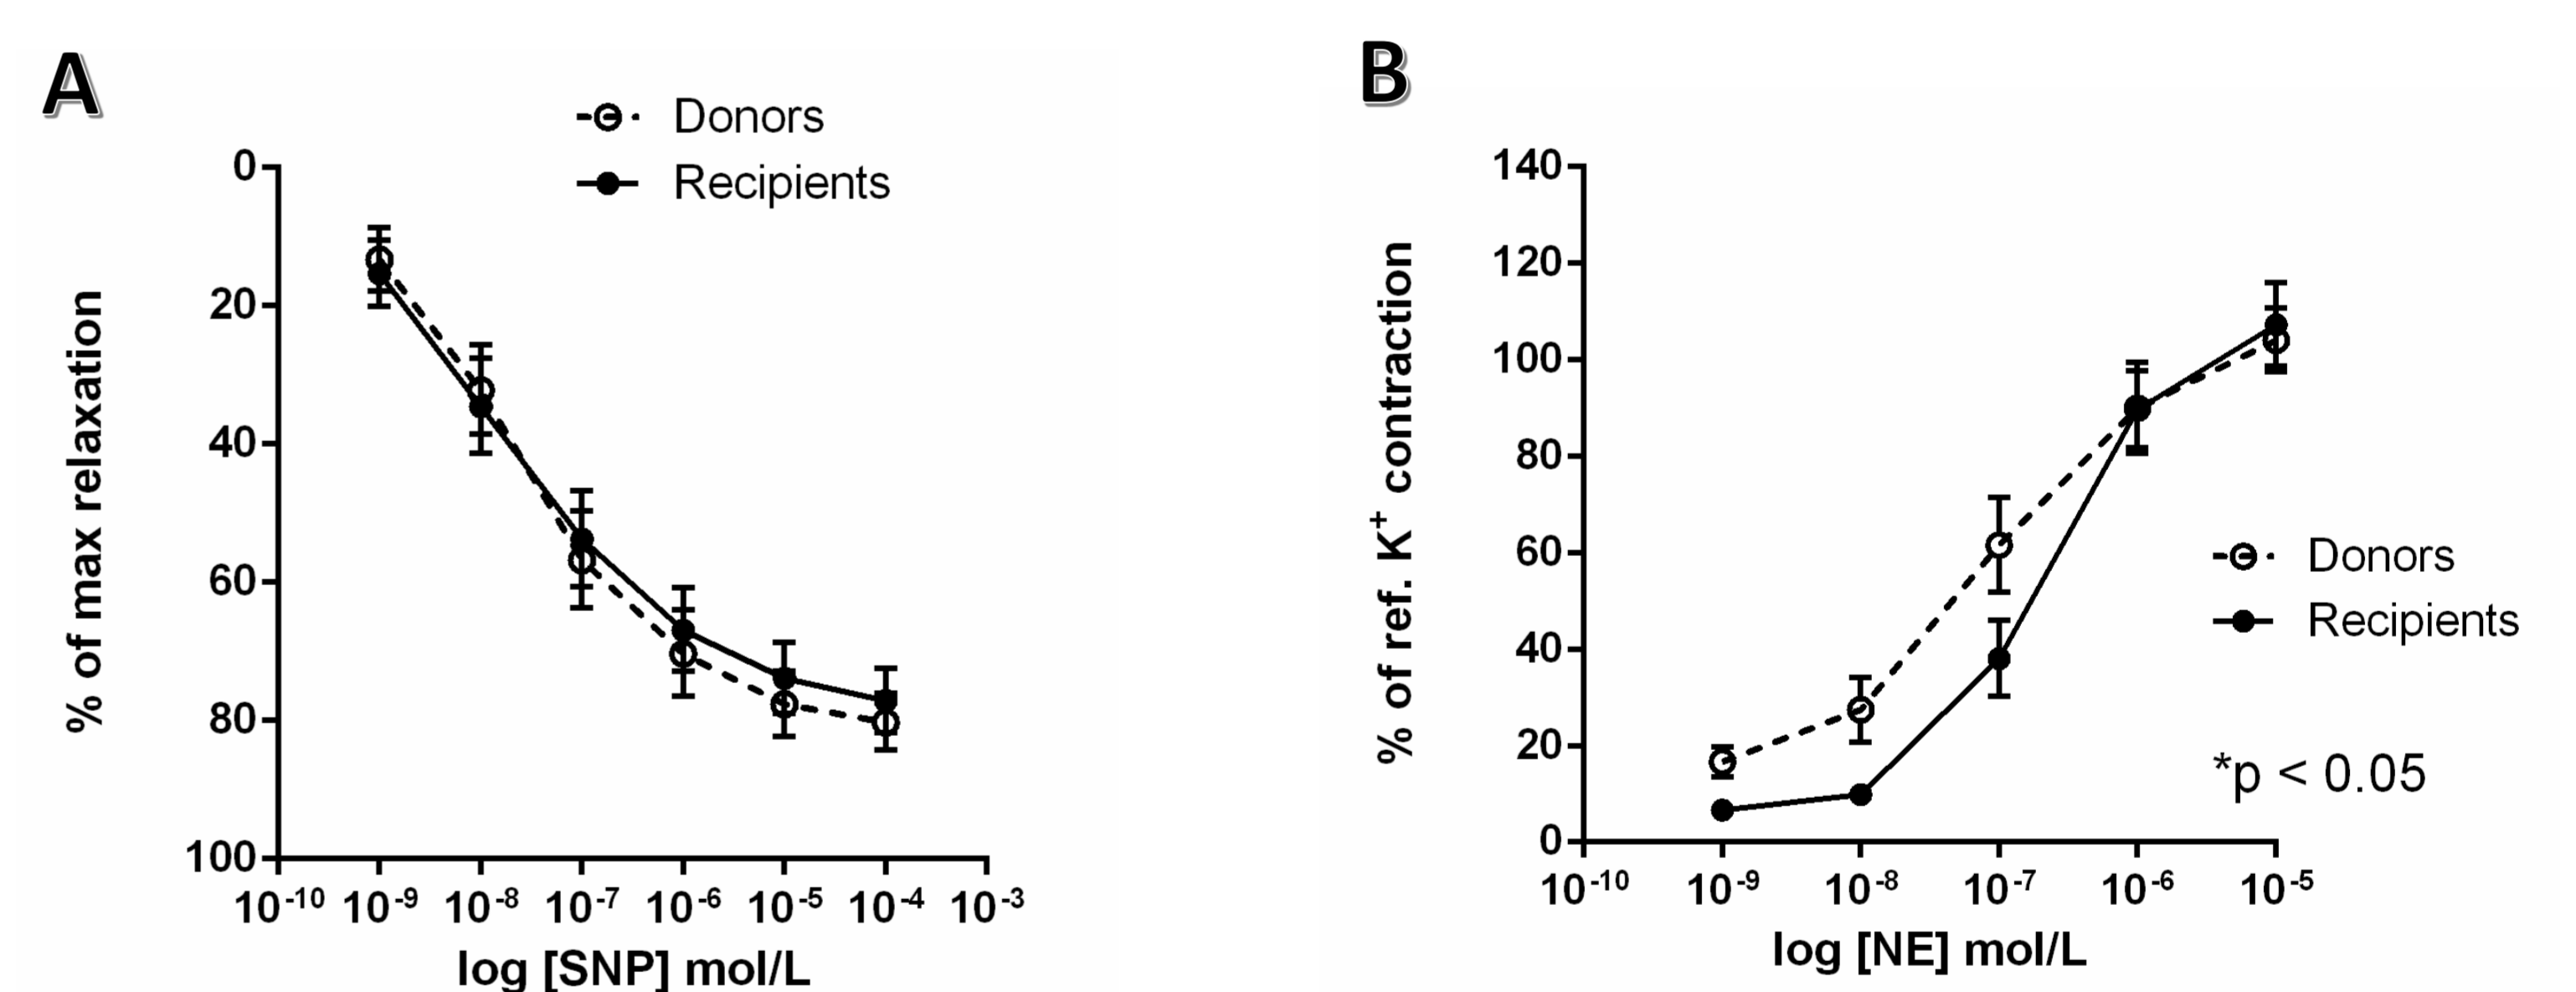 A
Donors
Recipients
% of max relaxation
0
20
40
60
80
100
10-10 10-9 10-8 10-7 10-6 10-5 10-4 10-3
log [SNP] mol/L
B
% of ref. K+ contraction
140
120
100
80
60
40
20
0
Donors
Recipients
*p < 0.05
10-10 10-9 10-8 10-7 10-6 10-5
log [NE] mol/L